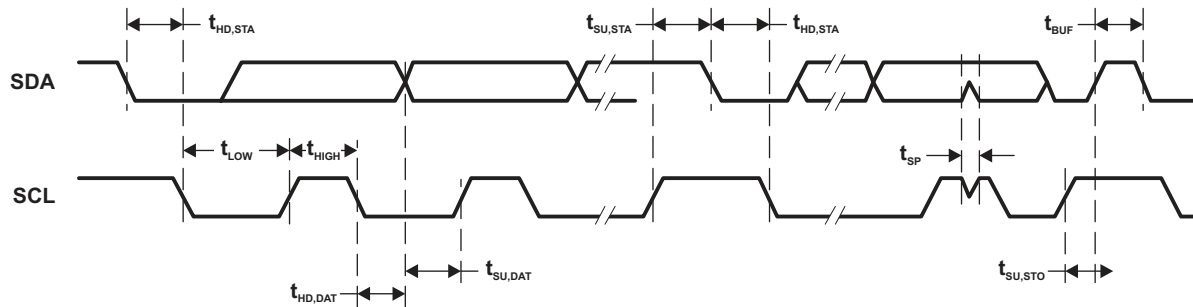 tHD,STA
tSU,STA
tHD,STA
tBUF
SDA
tLOW
tHIGH
tSP
SCL
tSU,DAT
tSU,STO
tHD,DAT